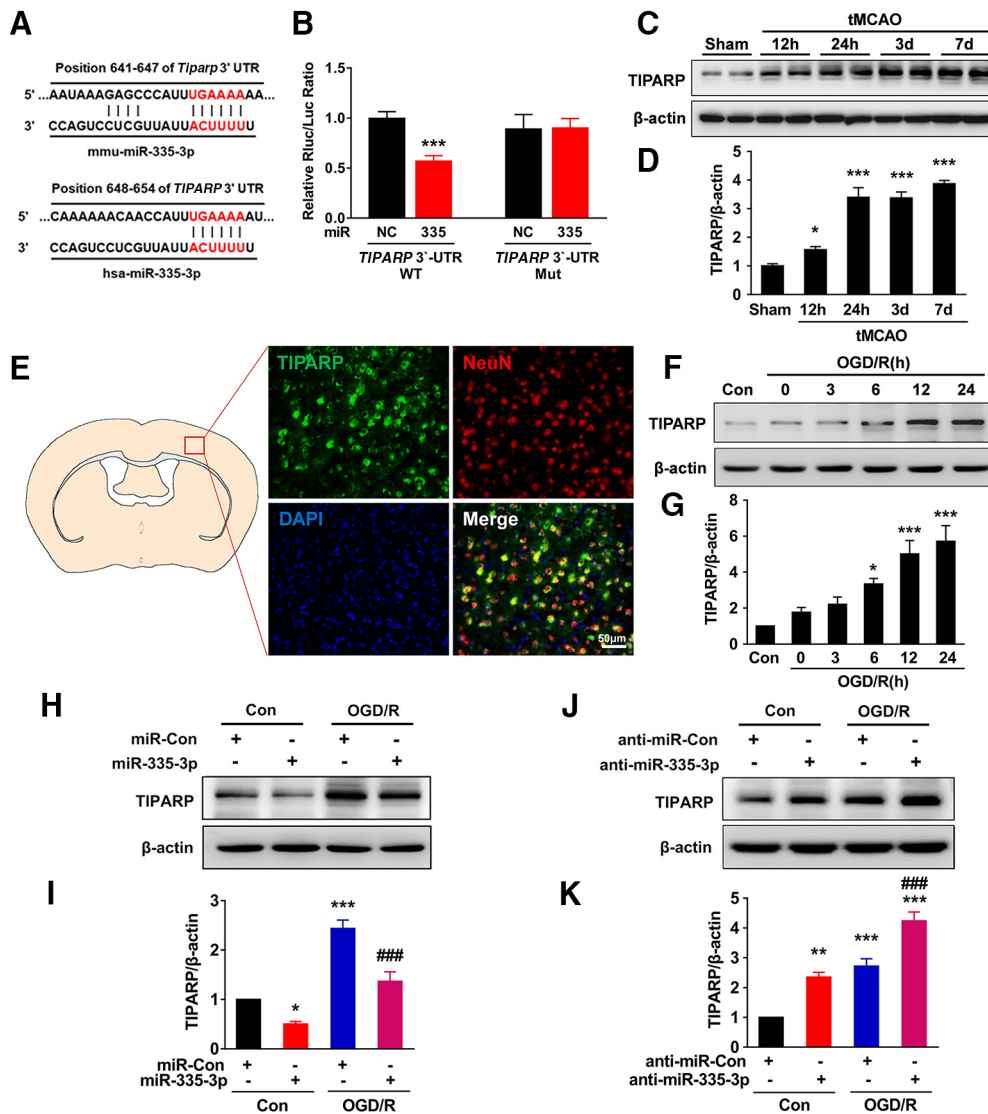 A
Position 641-647 of Tiparp 3' UTR
5' ...AAUAAAGAGCCCAUUUGAAAAAA...
3' CCAGUCCUCGUUAUUACUUUUU
mmu-miR-335-3p
Position 648-654 of TIPARP 3' UTR
5' ...CAAAAAACAACCAUUUGAAAAAU...
3' CCAGUCCUCGUUAUUACUUUUU
hsa-miR-335-3p
B
Relative Rluc/Luc Ratio
1.5
1.0
0.5
0.0
***
miR NC 335 NC 335
TIPARP 3`-UTR TIPARP 3`-UTR
WT Mut
C
tMCAO
Sham 12h 24h 3d 7d
TIPARP
β-actin
D
TIPARP/β-actin
5
4
3
2
1
0
* *** *** ***
Sham 12h 24h 3d 7d
tMCAO
E
TIPARP NeuN
DAPI Merge
50μm
F
OGD/R(h)
Con 0 3 6 12 24
TIPARP
β-actin
G
TIPARP/β-actin
8
6
4
2
0
* *** ***
Con 0 3 6 12 24
OGD/R(h)
H
Con OGD/R
miR-Con + - + -
miR-335-3p - + - +
TIPARP
β-actin
I
TIPARP/β-actin
3
2
1
0
* *** ###
miR-Con + - + -
miR-335-3p - + - +
Con OGD/R
J
Con OGD/R
anti-miR-Con + - + -
anti-miR-335-3p - + - +
TIPARP
β-actin
K
TIPARP/β-actin
5
4
3
2
1
0
###
** *** ***
anti-miR-Con + - + -
anti-miR-335-3p - + - +
Con OGD/R